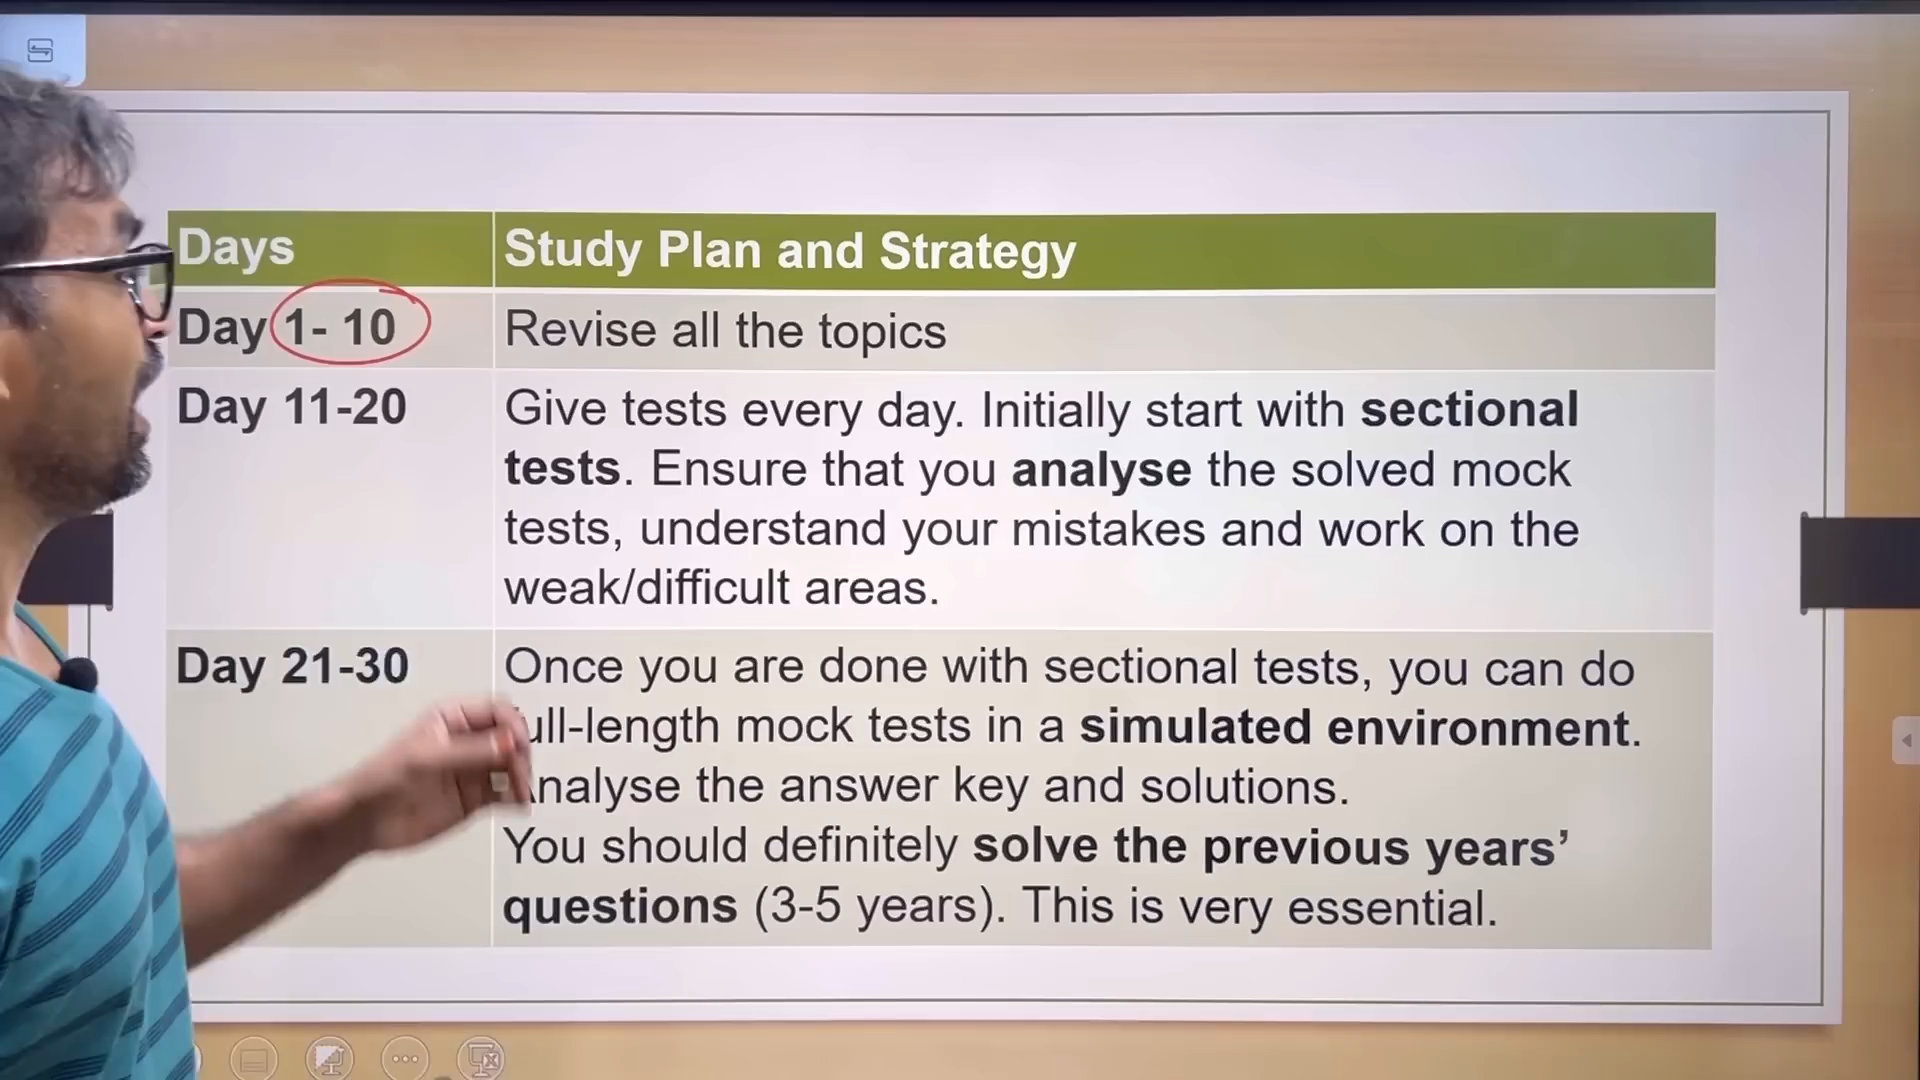 Days
Study Plan and Strategy
Day 1- 10
Revise all the topics
Day 11-20
Give tests every day. Initially start with sectional
tests. Ensure that you analyse the solved mock
tests, understand your mistakes and work on the
weak/difficult areas.
Day 21-30
Once you are done with sectional tests, you can do
ull-length mock tests in a simulated environment.
nalyse the answer key and solutions.
You should definitely solve the previous years’
questions (3-5 years). This is very essential.